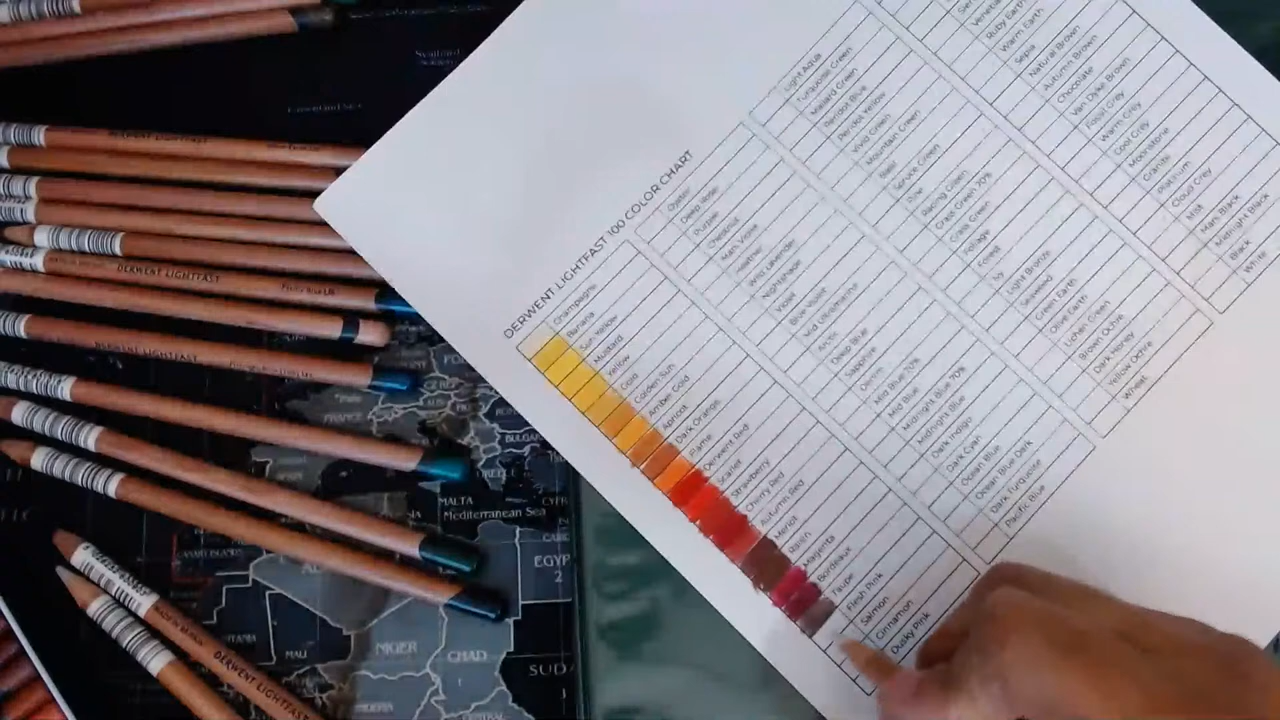 DERWENT LIGHTFAST 100 COLOR CHART
Champagne
Banana
Sun Yellow
Mustard
Yellow
Gold
Golden Sun
Amber Gold
Apricot
Dark Orange
Flame
Derwent Red
Scarlet
Strawberry
Cherry Red
Autumn Red
Merlot
Raisin
Magenta
Bordeaux
Taupe
Flesh Pink
Salmon
Cinnamon
Dusky Pink
Oyster
Deep Rose
Purple
Chestnut
Mars Violet
Heather
Wild Lavender
Nightshade
Violet
Blue Violet
Mid Ultramarine
Arctic
Deep Blue
Sapphire
Denim
Mid Blue 70%
Mid Blue
Midnight Blue 70%
Midnight Blue
Dark Indigo
Dark Cyan
Ocean Blue
Ocean Blue Dark
Dark Turquoise
Pacific Blue
Light Aqua
Turquoise Green
Mallard Green
Peridot Blue
Peridot Yellow
Vivid Green
Mountain Green
Spruce Green
Racing Green
Grass Green 70%
Grass Green
Foliage
Forest
Ivy
Light Bronze
Seaweed
Green Earth
Olive Earth
Lichen Green
Brown Ochre
Dark Honey
Yellow Ochre
Wheat
Ruby Earth
Warm Earth
Sepia
Natural Brown
Autumn Brown
Chocolate
Van Dyke Brown
Fossil Grey
Warm Grey
Cool Grey
Moonstone
Granite
Platinum
Cloud Grey
Mist
Mars Black
Midnight Black
Black
White
DERWENT LIGHTFAST
DERWENT LIGHTFAST
DERWENT LIGHTFAST
DERWENT LIGHTFAST
FRANCE
BULGARIA
MALTA
Mediterranean Sea
EGYP
2
MALI
NIGER
CHAD
SUDA